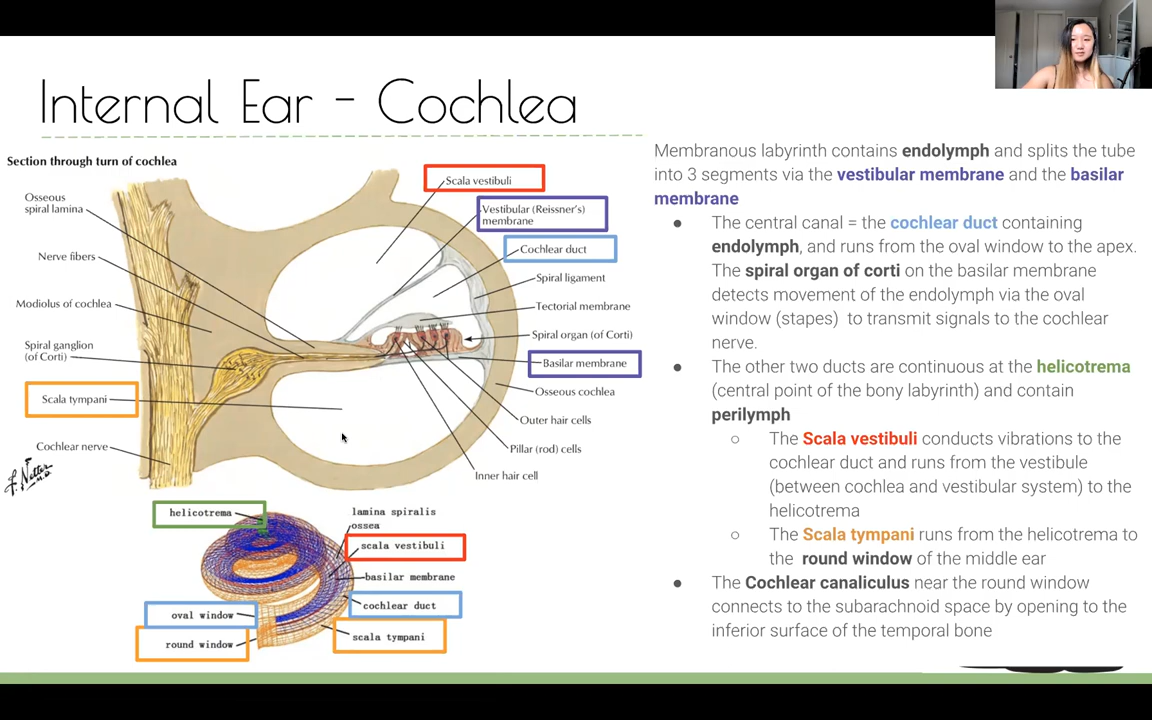 Internal Ear - Cochlea
Section through turn of cochlea
Osseous
spiral lamina
Nerve fibers
Modiolus of cochlea
Spiral ganglion
(of Corti)
Scala tympani
Cochlear nerve
Scala vestibuli
Vestibular (Reissner's)
membrane
Cochlear duct
Spiral ligament
Tectorial membrane
Spiral organ (of Corti)
Basilar membrane
Osseous cochlea
Outer hair cells
Pillar (rod) cells
Inner hair cell
F. Netter
M.D.
helicotrema
lamina spiralis
ossea
scala vestibuli
basilar membrane
cochlear duct
scala tympani
oval window
round window
Membranous labyrinth contains endolymph and splits the tube
into 3 segments via the vestibular membrane and the basilar
membrane
● The central canal = the cochlear duct containing
endolymph, and runs from the oval window to the apex.
The spiral organ of corti on the basilar membrane
detects movement of the endolymph via the oval
window (stapes) to transmit signals to the cochlear
nerve.
● The other two ducts are continuous at the helicotrema
(central point of the bony labyrinth) and contain
perilymph
○ The Scala vestibuli conducts vibrations to the
cochlear duct and runs from the vestibule
(between cochlea and vestibular system) to the
helicotrema
○ The Scala tympani runs from the helicotrema to
the round window of the middle ear
● The Cochlear canaliculus near the round window
connects to the subarachnoid space by opening to the
inferior surface of the temporal bone